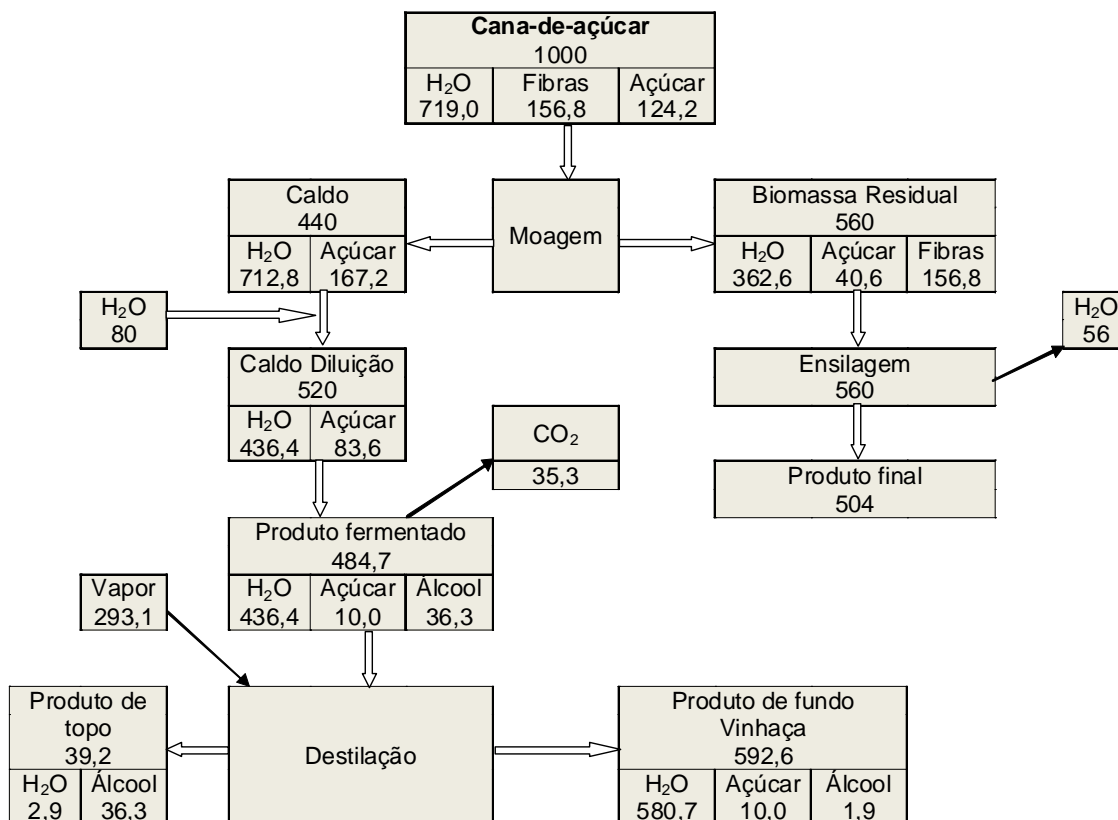 Cana-de-açúcar
1000
H₂O Fibras Açúcar
719,0 156,8 124,2
Caldo
440
H₂O Açúcar
712,8 167,2
Moagem
Biomassa Residual
560
H₂O Açúcar Fibras
362,6 40,6 156,8
H₂O
80
H₂O
56
Caldo Diluição
520
H₂O Açúcar
436,4 83,6
Ensilagem
560
CO₂
35,3
Produto final
504
Produto fermentado
484,7
H₂O Açúcar Álcool
436,4 10,0 36,3
Vapor
293,1
Produto de
topo
39,2
H₂O Álcool
2,9 36,3
Destilação
Produto de fundo
Vinhaça
592,6
H₂O Açúcar Álcool
580,7 10,0 1,9